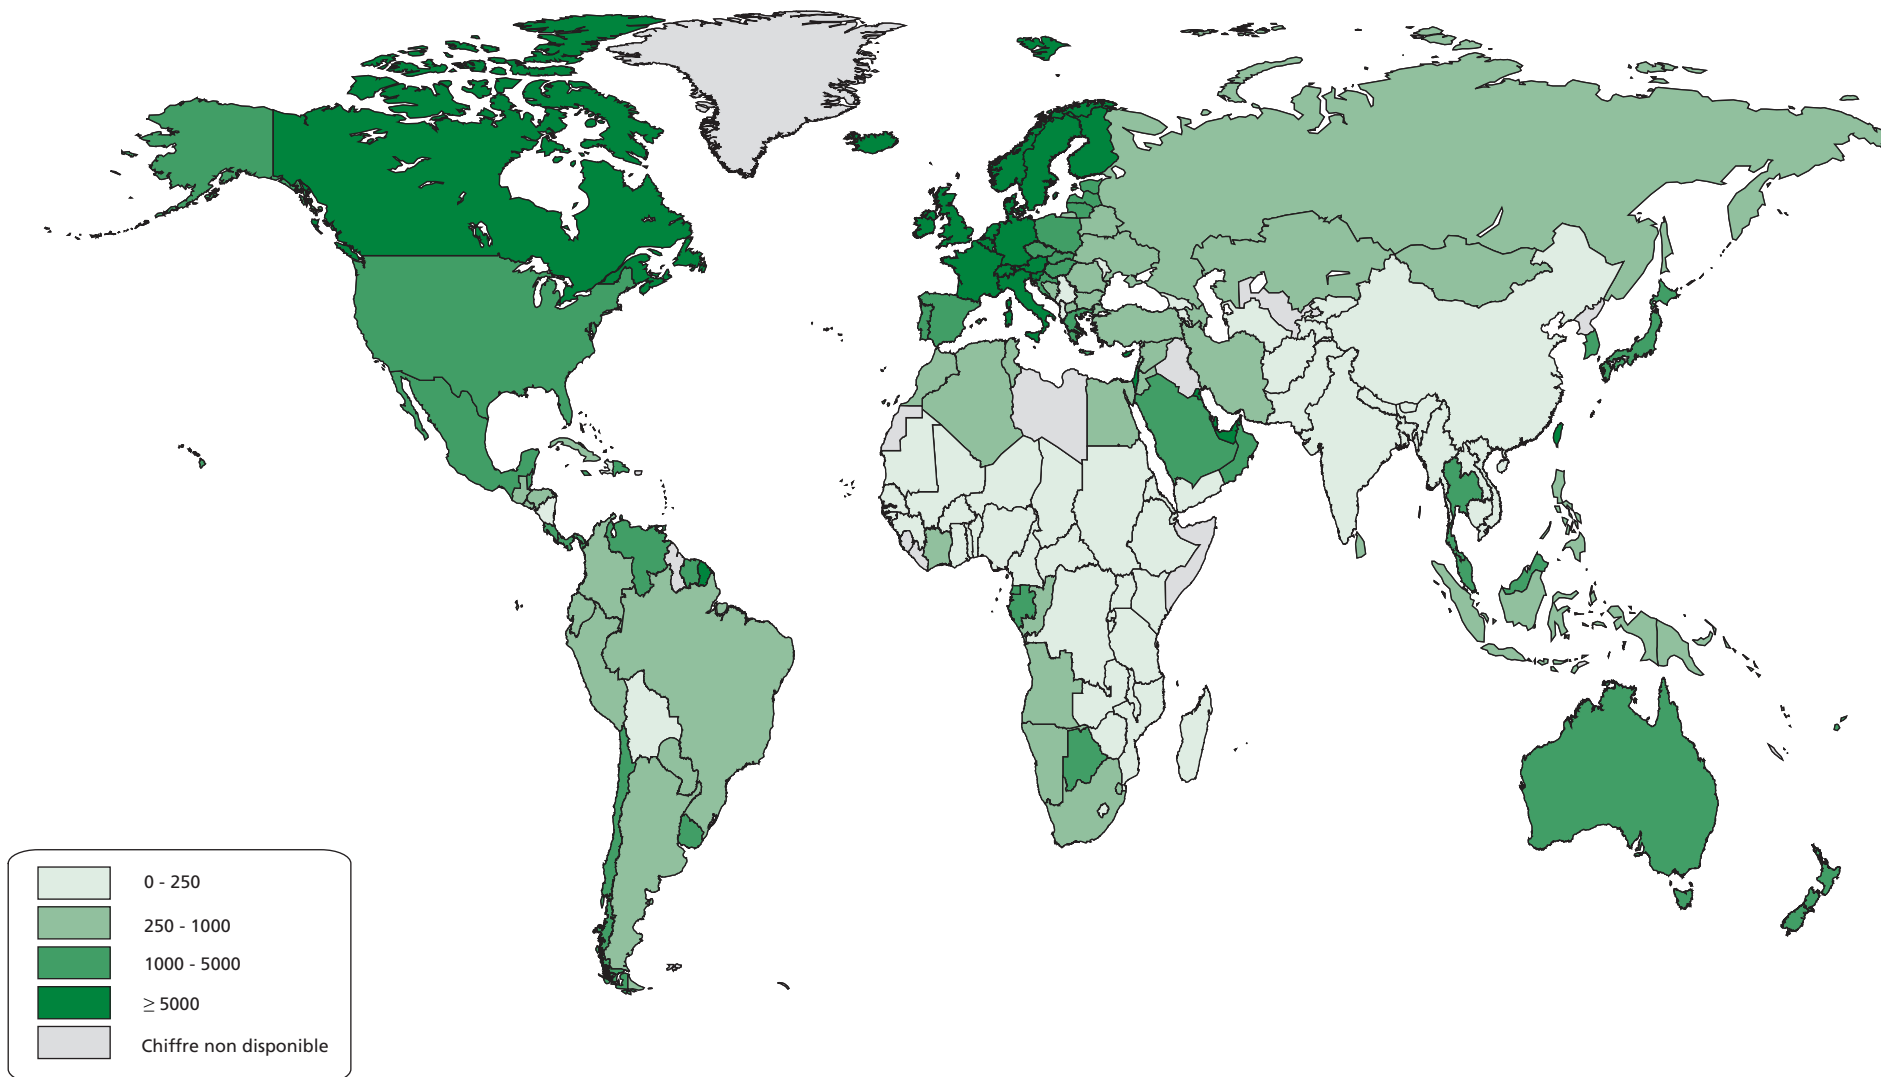 0 - 250
250 - 1000
1000 - 5000
≥ 5000
Chiffre non disponible